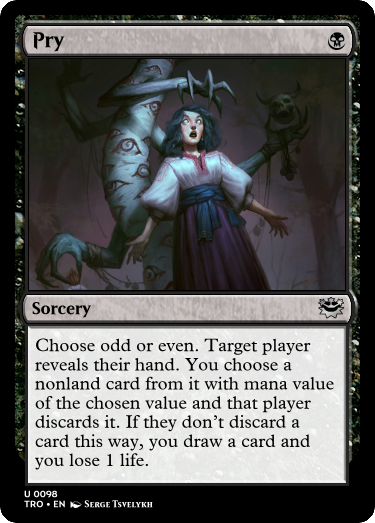 Pry
Sorcery
Choose odd or even. Target player
reveals their hand. You choose a
nonland card from it with mana value
of the chosen value and that player
discards it. If they don't discard a
card this way, you draw a card and
you lose 1 life.
U 0098
TRO • EN Serge Tsvelykh